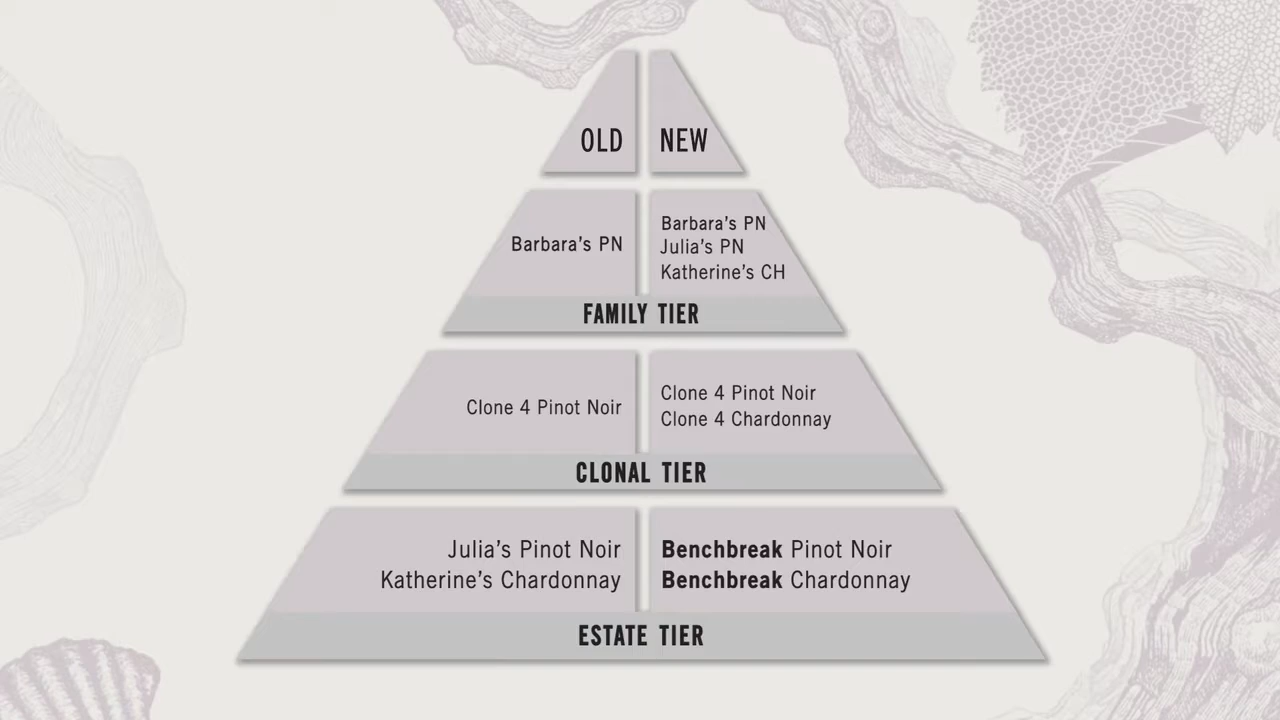 OLD NEW
Barbara's PN
Barbara's PN
Julia's PN
Katherine's CH
FAMILY TIER
Clone 4 Pinot Noir
Clone 4 Pinot Noir
Clone 4 Chardonnay
CLONAL TIER
Julia's Pinot Noir
Katherine's Chardonnay
Benchbreak Pinot Noir
Benchbreak Chardonnay
ESTATE TIER